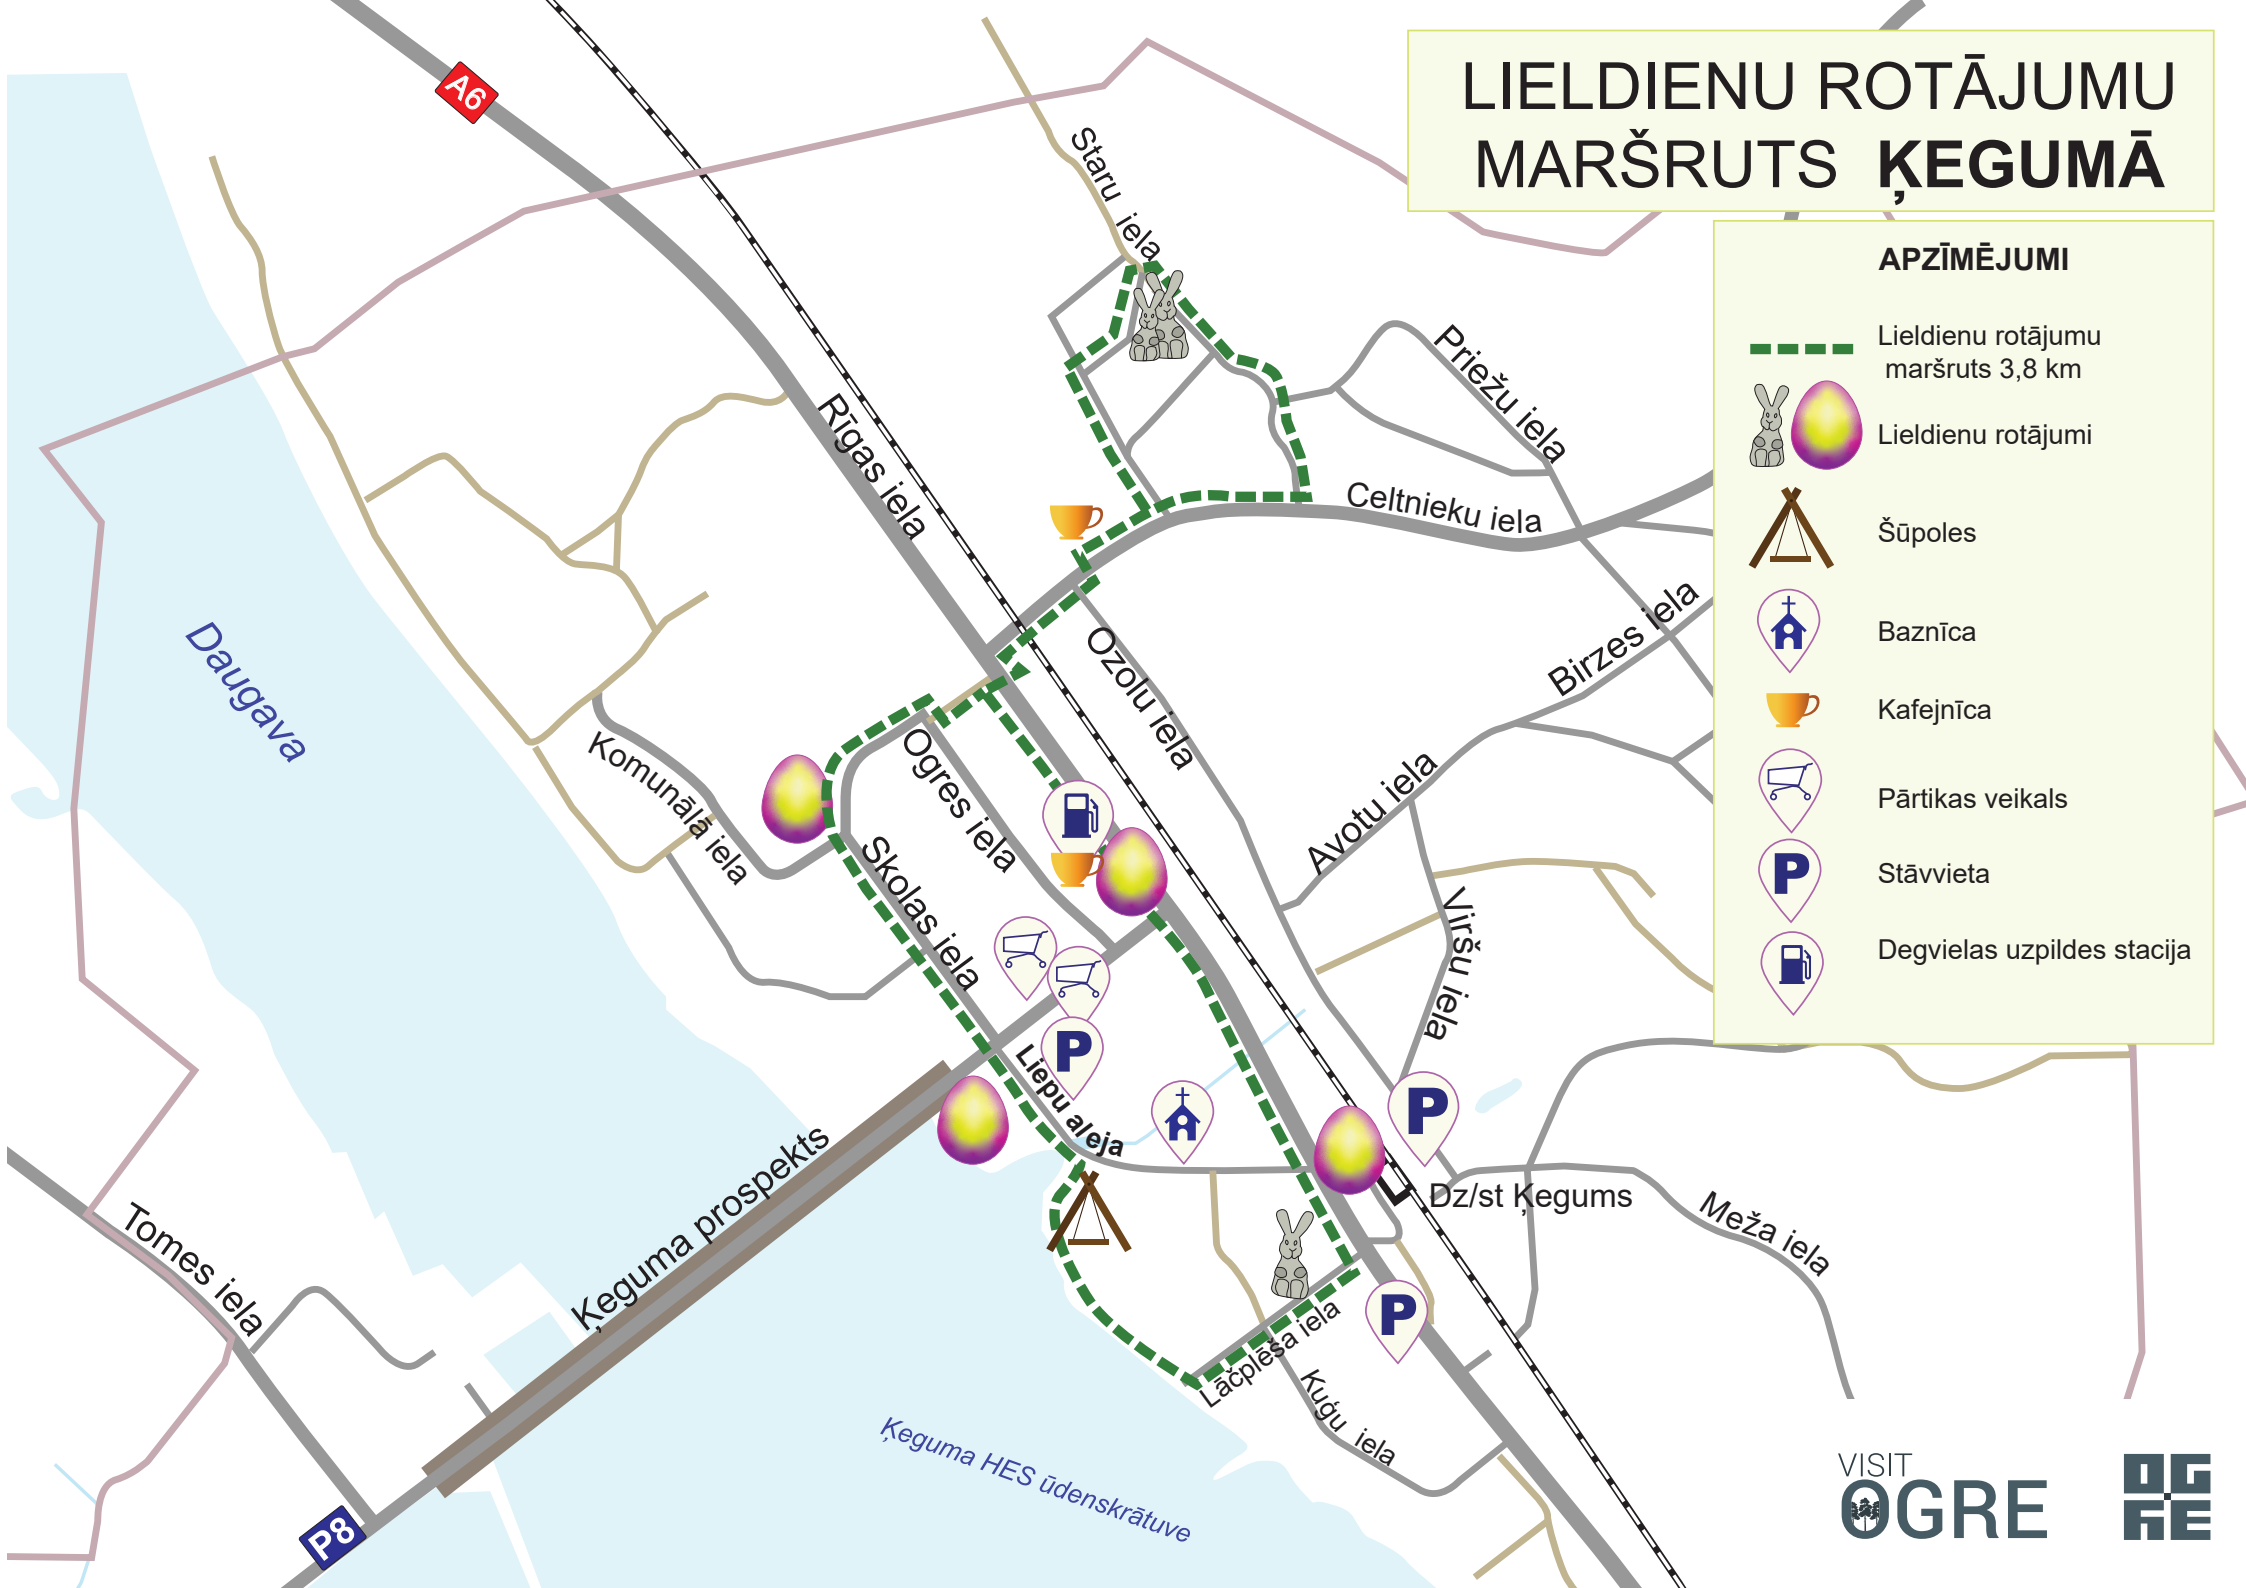 LIELDIENU ROTĀJUMU
MARŠRUTS ĶEGUMĀ
APZĪMĒJUMI
Lieldienu rotājumu
maršruts 3,8 km
Lieldienu rotājumi
Šūpoles
Baznīca
Kafejnīca
Pārtikas veikals
P
Stāvvieta
Degvielas uzpildes stacija
A6
Staru iela
Rīgas iela
Priežu iela
Celtnieku iela
Birzes iela
Ozolu iela
Daugava
Komunālā iela
Ogres iela
Avotu iela
Skolas iela
Viršu iela
P
Liepu aleja
P
Ķeguma prospekts
Dz/st Ķegums
Meža iela
Tomes iela
Lāčplēša iela
P
Kuģu iela
Ķeguma HES ūdenskrātuve
P8
VISIT
OGRE
OGRE